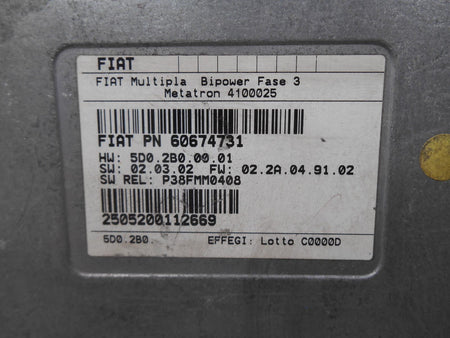 FIAT
FIAT Multipla Bipower Fase 3
Metatron 4100025
FIAT PN 60674731
HW: 5D0.2B0.00.01
SW: 02.03.02 FW: 02.2A.04.91.02
SW REL: P38FMM0408
2505200112669
5D0.2B0. EFFEGI: Lotto C0000D